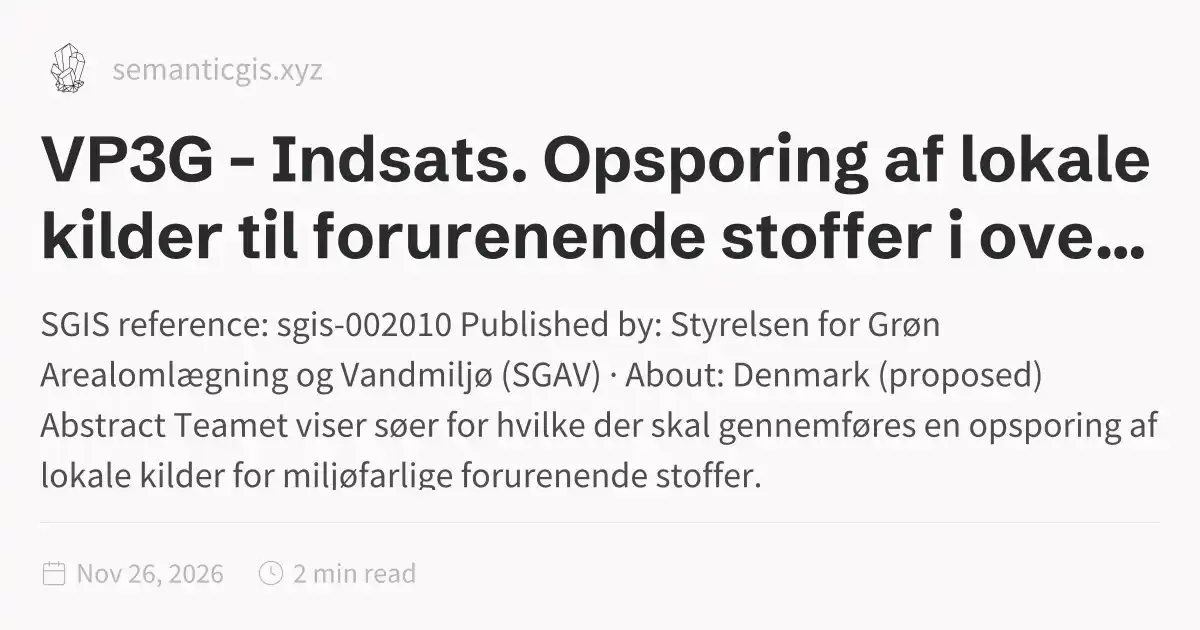 semanticgis.xyz
VP3G - Indsats. Opsporing af lokale
kilder til forurenende stoffer i ove...
SGIS reference: sgis-002010 Published by: Styrelsen for Grøn
Arealomlægning og Vandmiljø (SGAV) · About: Denmark (proposed)
Abstract Teamet viser søer for hvilke der skal gennemføres en opsporing af
lokale kilder for miljøfarlige forurenende stoffer.
Nov 26, 2026
2 min read